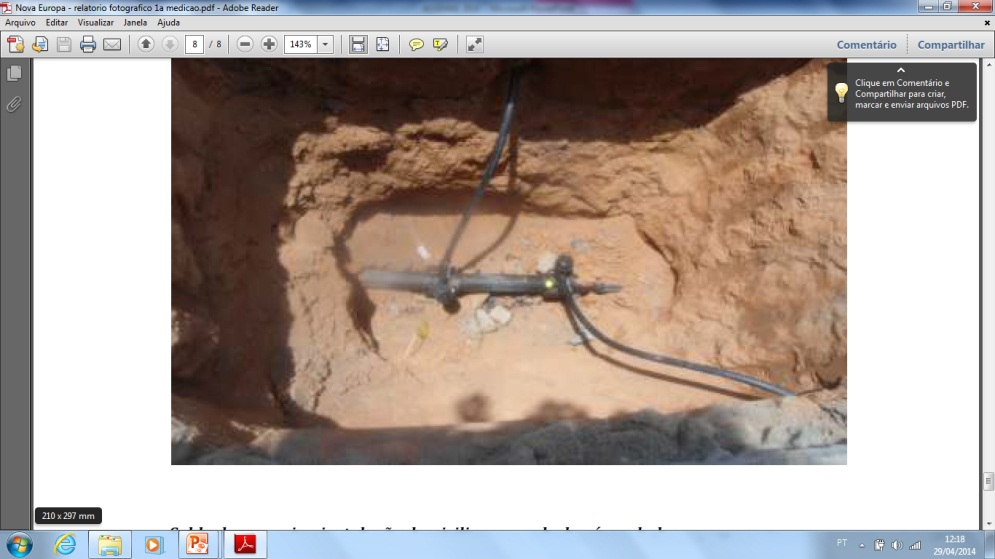 Nova Europa - relatorio fotografico 1a medicao.pdf - Adobe Reader
Arquivo Editar Visualizar Janela Ajuda
8 / 8 143% Comentário Compartilhar
Clique em Comentário e
Compartilhar para criar,
marcar e enviar arquivos PDF.
210 x 297 mm
PT 12:18
29/04/2014